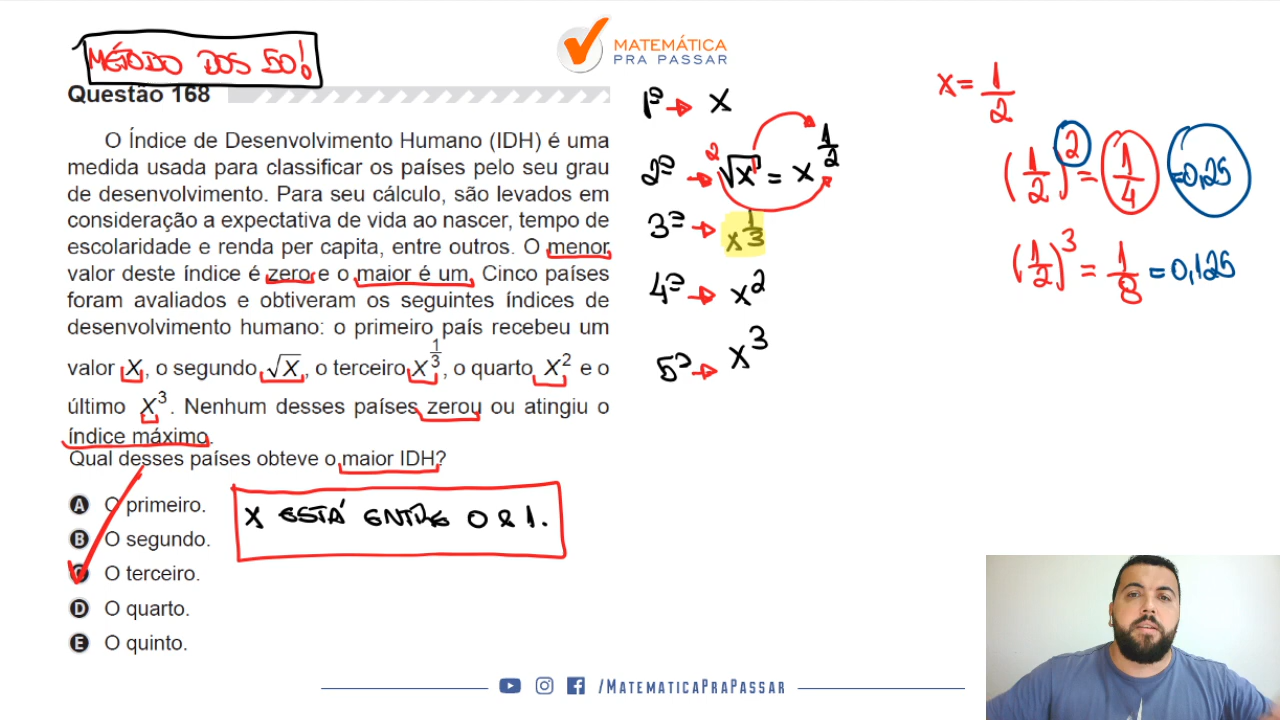 MÉTODO DOS 50!
MATEMÁTICA
PRA PASSAR
Questão 168
O Índice de Desenvolvimento Humano (IDH) é uma
medida usada para classificar os países pelo seu grau
de desenvolvimento. Para seu cálculo, são levados em
consideração a expectativa de vida ao nascer, tempo de
escolaridade e renda per capita, entre outros. O menor
valor deste índice é zero e o maior é um. Cinco países
foram avaliados e obtiveram os seguintes índices de
desenvolvimento humano: o primeiro país recebeu um
valor X, o segundo √X, o terceiro X^(1/3), o quarto X² e o
último X³. Nenhum desses países zerou ou atingiu o
índice máximo.
Qual desses países obteve o maior IDH?
A O primeiro.
B O segundo.
C O terceiro.
D O quarto.
E O quinto.
X ESTÁ ENTRE 0 e 1.
1º → X
2º → ²√x¹ = x^(1/2)
3º → x^(1/3)
4º → x²
5º → x³
x = 1/2
(1/2)² = 1/4 = 0,25
(1/2)³ = 1/8 = 0,125
/MATEMATICAPRAPASSAR